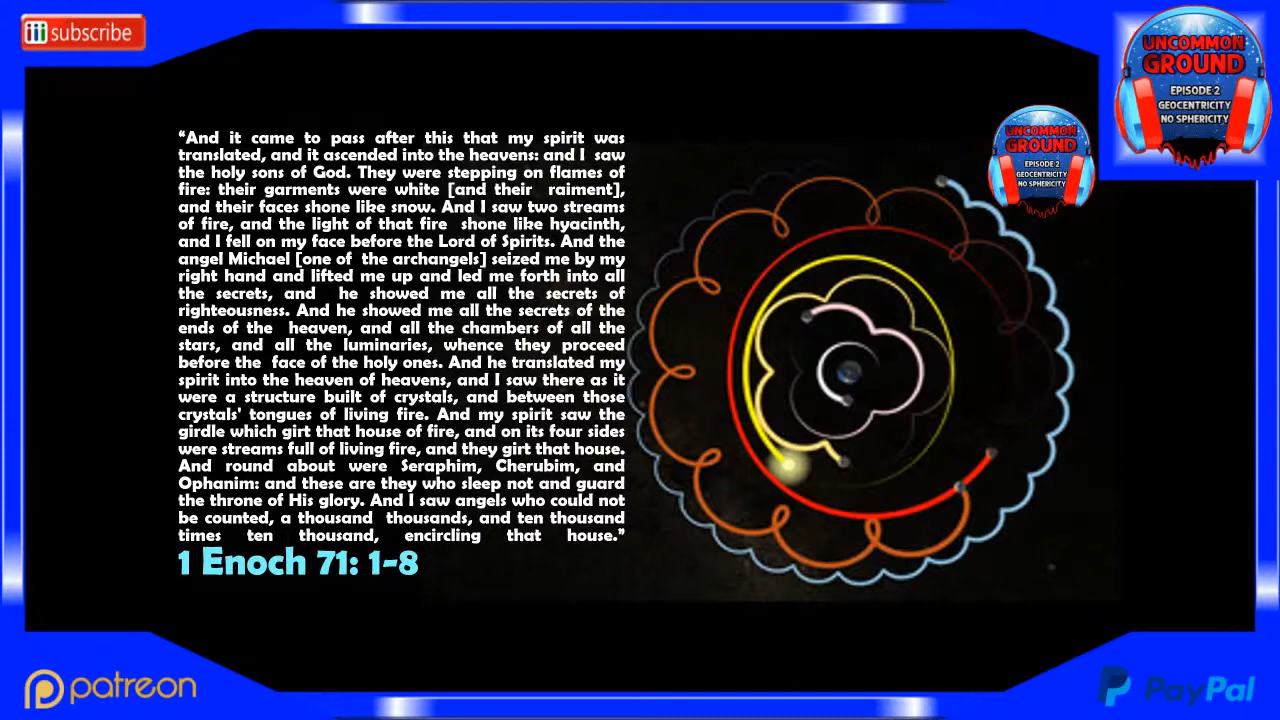 subscribe
UNCOMMON
GROUND
EPISODE 2
GEOCENTRICITY
NO SPHERICITY
UNCOMMON
GROUND
EPISODE 2
GEOCENTRICITY
NO SPHERICITY
“And it came to pass after this that my spirit was
translated, and it ascended into the heavens: and I saw
the holy sons of God. They were stepping on flames of
fire: their garments were white [and their raiment],
and their faces shone like snow. And I saw two streams
of fire, and the light of that fire shone like hyacinth,
and I fell on my face before the Lord of Spirits. And the
angel Michael [one of the archangels] seized me by my
right hand and lifted me up and led me forth into all
the secrets, and he showed me all the secrets of
righteousness. And he showed me all the secrets of the
ends of the heaven, and all the chambers of all the
stars, and all the luminaries, whence they proceed
before the face of the holy ones. And he translated my
spirit into the heaven of heavens, and I saw there as it
were a structure built of crystals, and between those
crystals' tongues of living fire. And my spirit saw the
girdle which girt that house of fire, and on its four sides
were streams full of living fire, and they girt that house.
And round about were Seraphim, Cherubim, and
Ophanim: and these are they who sleep not and guard
the throne of His glory. And I saw angels who could not
be counted, a thousand thousands, and ten thousand
times ten thousand, encircling that house.”
1 Enoch 71: 1-8
patreon
PayPal